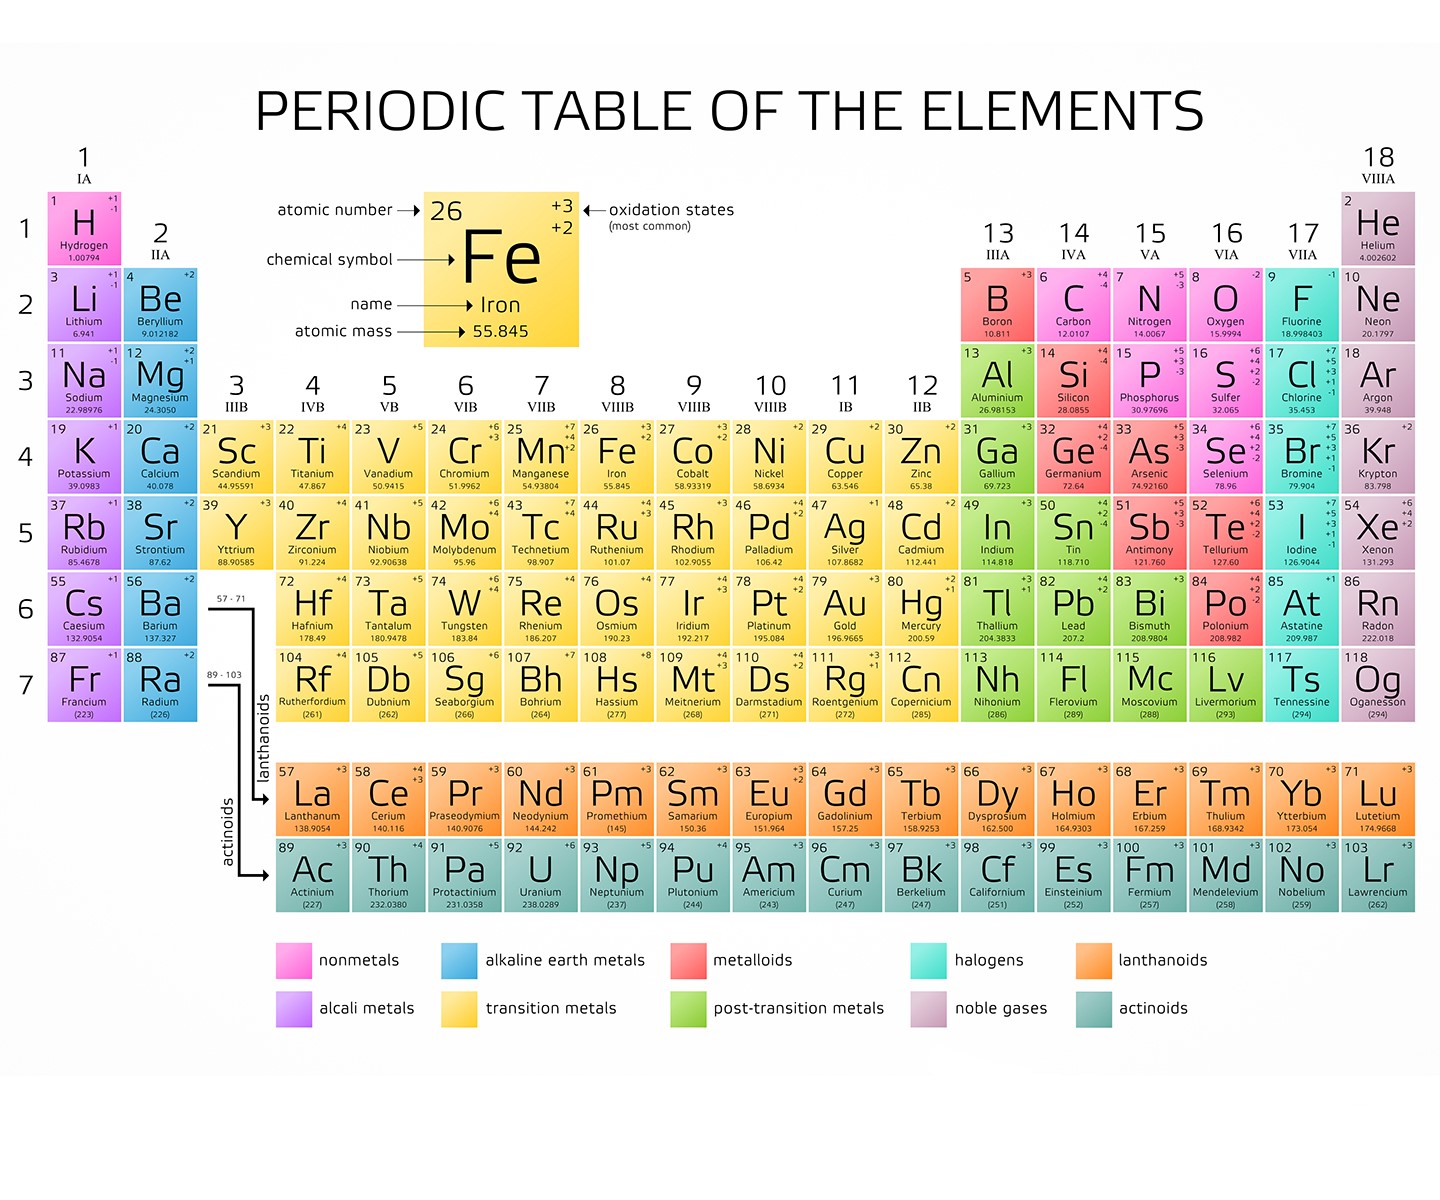 PERIODIC TABLE OF THE ELEMENTS
1
IA
18
VIIIA
atomic number
26
+3
+2
oxidation states
(most common)
chemical symbol
Fe
name
Iron
atomic mass
55.845
2
IIA
13
IIIA
14
IVA
15
VA
16
VIA
17
VIIA
3
IIIB
4
IVB
5
VB
6
VIB
7
VIIB
8
VIIIB
9
VIIIB
10
VIIIB
11
IB
12
IIB
1
1 +1 -1 H Hydrogen 1.00794
2 He Helium 4.002602
2
3 +1 -1 Li Lithium 6.941
4 +2 Be Beryllium 9.012182
5 +3 B Boron 10.811
6 +4 -4 C Carbon 12.0107
7 +5 -3 N Nitrogen 14.0067
8 -2 O Oxygen 15.9994
9 -1 F Fluorine 18.998403
10 Ne Neon 20.1797
3
11 +1 -1 Na Sodium 22.98976
12 +2 +1 Mg Magnesium 24.3050
13 +3 Al Aluminium 26.98153
14 +4 -4 Si Silicon 28.0855
15 +5 +3 -3 P Phosphorus 30.97696
16 +6 +4 +2 -2 S Sulfer 32.065
17 +7 +5 +3 +1 -1 Cl Chlorine 35.453
18 Ar Argon 39.948
4
19 +1 K Potassium 39.0983
20 +2 Ca Calcium 40.078
21 +3 Sc Scandium 44.95591
22 +4 Ti Titanium 47.867
23 +5 V Vanadium 50.9415
24 +6 +3 Cr Chromium 51.9962
25 +7 +4 +2 Mn Manganese 54.93804
26 +3 +2 Fe Iron 55.845
27 +3 +2 Co Cobalt 58.93319
28 +2 Ni Nickel 58.6934
29 +2 Cu Copper 63.546
30 +2 Zn Zinc 65.38
31 +3 Ga Gallium 69.723
32 +4 +2 -4 Ge Germanium 72.64
33 +5 +3 -3 As Arsenic 74.92160
34 +6 +4 +2 -2 Se Selenium 78.96
35 +7 +5 +3 +1 -1 Br Bromine 79.904
36 +2 Kr Krypton 83.798
5
37 +1 Rb Rubidium 85.4678
38 +2 Sr Strontium 87.62
39 +3 Y Yttrium 88.90585
40 +4 Zr Zirconium 91.224
41 +5 Nb Niobium 92.90638
42 +6 +4 Mo Molybdenum 95.96
43 +7 +4 Tc Technetium 98.907
44 +4 +3 Ru Ruthenium 101.07
45 +3 Rh Rhodium 102.9055
46 +4 +2 Pd Palladium 106.42
47 +1 Ag Silver 107.8682
48 +2 Cd Cadmium 112.441
49 +3 In Indium 114.818
50 +4 +2 -4 Sn Tin 118.710
51 +5 +3 -3 Sb Antimony 121.760
52 +6 +4 +2 -2 Te Tellurium 127.60
53 +7 +5 +3 +1 -1 I Iodine 126.9044
54 +6 +4 +2 Xe Xenon 131.293
6
55 +1 Cs Caesium 132.9054
56 +2 Ba Barium 137.327
57 - 71
72 +4 Hf Hafnium 178.49
73 +5 Ta Tantalum 180.9478
74 +6 +4 W Tungsten 183.84
75 +4 Re Rhenium 186.207
76 +4 Os Osmium 190.23
77 +4 +3 Ir Iridium 192.217
78 +4 +2 Pt Platinum 195.084
79 +3 Au Gold 196.9665
80 +2 +1 Hg Mercury 200.59
81 +3 +1 Tl Thallium 204.3833
82 +4 +2 Pb Lead 207.2
83 +3 Bi Bismuth 208.9804
84 +4 +2 -2 Po Polonium 208.982
85 +1 At Astatine 209.987
86 Rn Radon 222.018
7
87 +1 Fr Francium (223)
88 +2 Ra Radium (226)
89 - 103
104 +4 Rf Rutherfordium (261)
105 +5 Db Dubnium (262)
106 +6 Sg Seaborgium (266)
107 +7 Bh Bohrium (264)
108 +8 Hs Hassium (277)
109 +4 +3 Mt Meitnerium (268)
110 +4 +2 Ds Darmstadium (271)
111 +3 +1 Rg Roentgenium (272)
112 Cn Copernicium (285)
113 Nh Nihonium (286)
114 Fl Flerovium (289)
115 Mc Moscovium (288)
116 Lv Livermorium (293)
117 Ts Tennessine (294)
118 Og Oganesson (294)
lanthanoids
57 +3 La Lanthanum 138.9054
58 +4 +3 Ce Cerium 140.116
59 +3 Pr Praseodymium 140.9076
60 +3 Nd Neodynium 144.242
61 +3 Pm Promethium (145)
62 +3 Sm Samarium 150.36
63 +3 +2 Eu Europium 151.964
64 +3 Gd Gadolinium 157.25
65 +3 Tb Terbium 158.9253
66 +3 Dy Dysprosium 162.500
67 +3 Ho Holmium 164.9303
68 +3 Er Erbium 167.259
69 +3 Tm Thulium 168.9342
70 +3 Yb Ytterbium 173.054
71 +3 Lu Lutetium 174.9668
actinoids
89 +3 Ac Actinium (227)
90 +4 Th Thorium 232.0380
91 +5 Pa Protactinium 231.0358
92 +6 U Uranium 238.0289
93 +5 Np Neptunium (237)
94 +4 Pu Plutonium (244)
95 +3 Am Americium (243)
96 +3 Cm Curium (247)
97 +3 Bk Berkelium (247)
98 +3 Cf Californium (251)
99 +3 Es Einsteinium (252)
100 +3 Fm Fermium (257)
101 +3 Md Mendelevium (258)
102 +3 No Nobelium (259)
103 +3 Lr Lawrencium (262)
nonmetals
alkaline earth metals
metalloids
halogens
lanthanoids
alcali metals
transition metals
post-transition metals
noble gases
actinoids